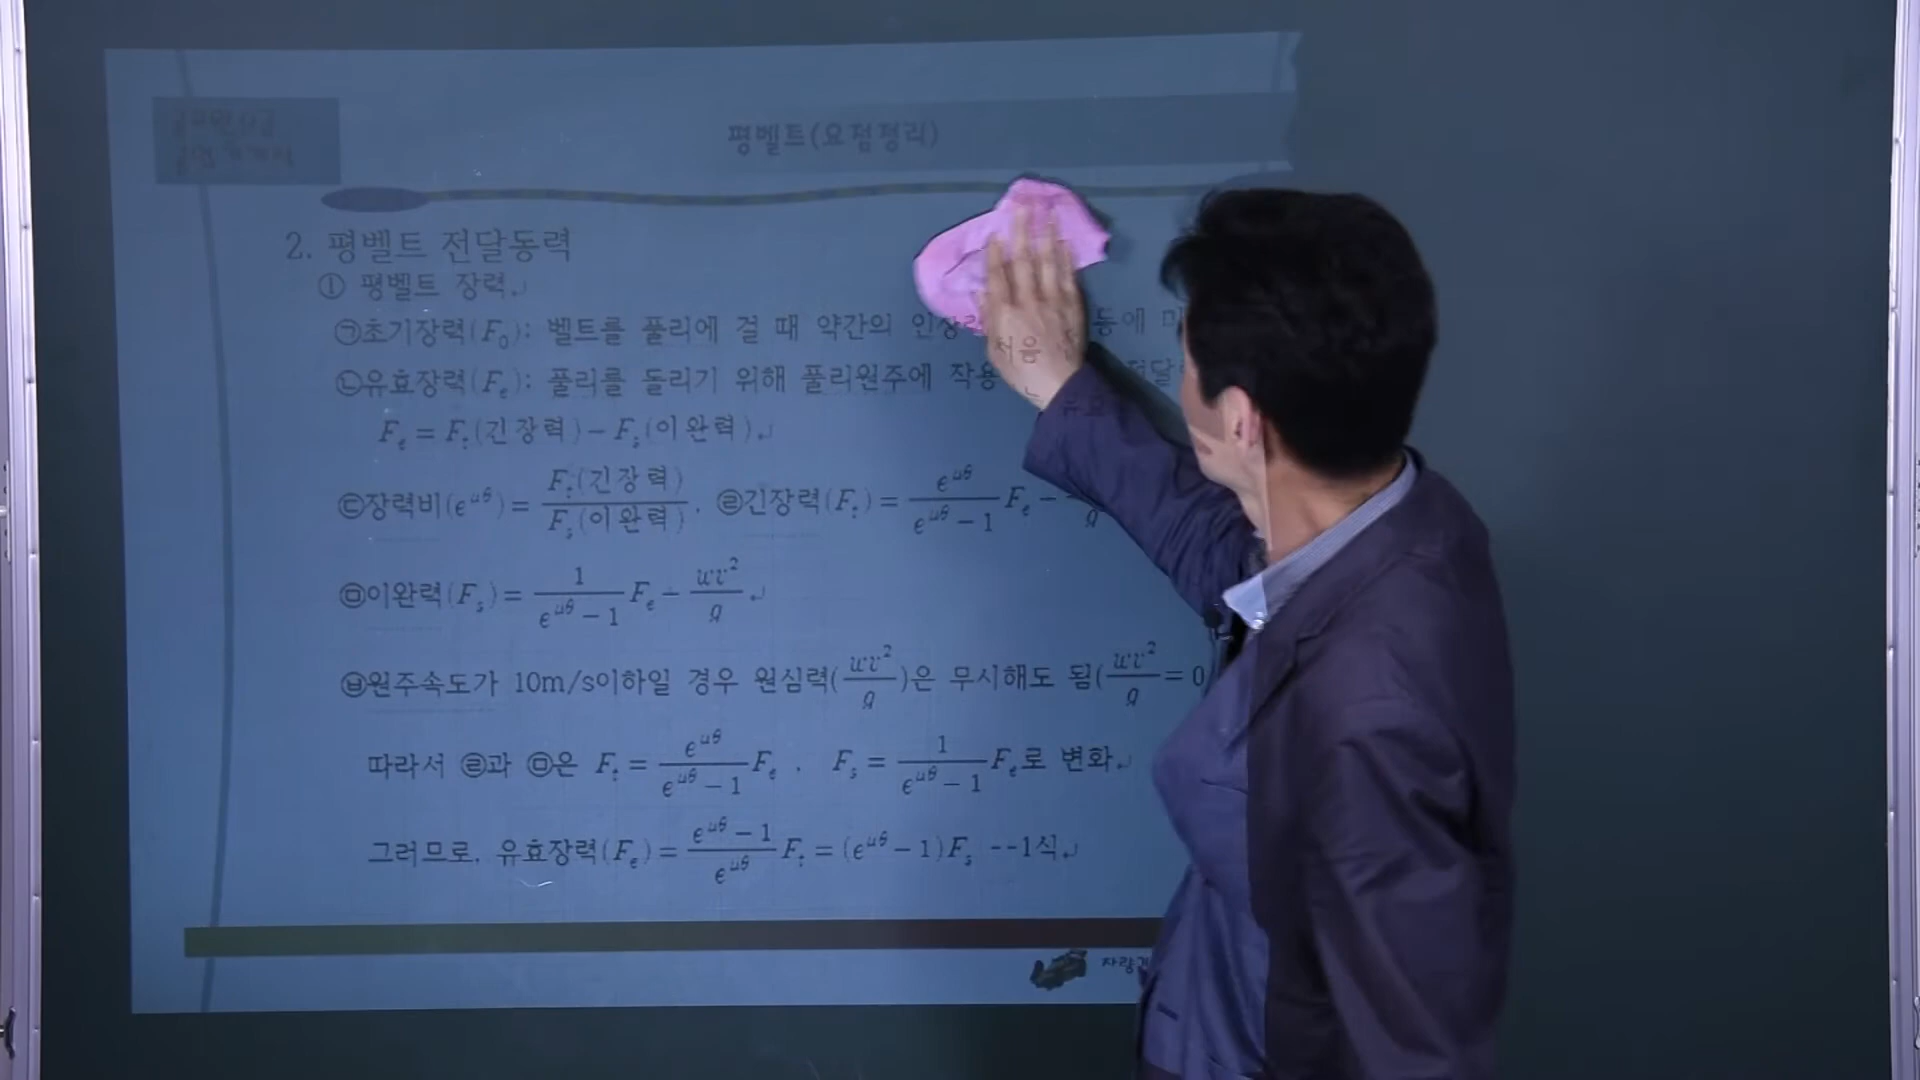 평벨트(요점정리)
2. 평벨트 전달동력
① 평벨트 장력
㉠초기장력(F₀): 벨트를 풀리에 걸 때 약간의 인장 처음 동에
㉡유효장력(Fₑ): 풀리를 돌리기 위해 풀리원주에 작용 전달
Fₑ = Fₜ(긴장력) - Fₛ(이완력)
㉢장력비(e^{μθ}) = Fₜ(긴장력)/Fₛ(이완력), ㉣긴장력(Fₜ) = e^{μθ}/(e^{μθ} - 1) Fₑ - g
㉤이완력(Fₛ) = 1/(e^{μθ} - 1) Fₑ - wv²/g
㉥원주속도가 10m/s이하일 경우 원심력(wv²/g)은 무시해도 됨(wv²/g = 0
따라서 ㉣과 ㉤은 Fₜ = e^{μθ}/(e^{μθ} - 1) Fₑ , Fₛ = 1/(e^{μθ} - 1) Fₑ로 변화
그러므로, 유효장력(Fₑ) = (e^{μθ} - 1)/e^{μθ} Fₜ = (e^{μθ} - 1)Fₛ --1식
차량